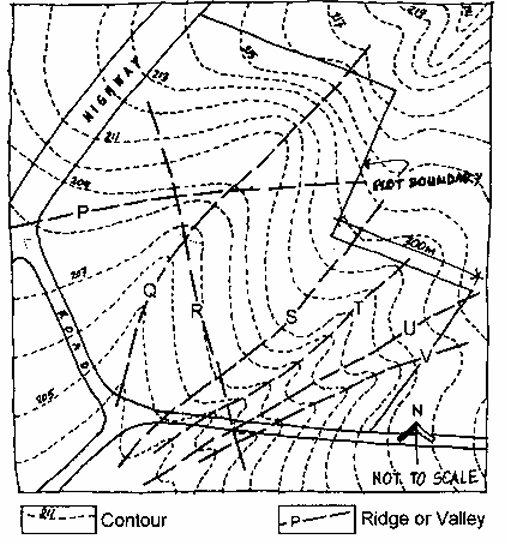 217
219
215
HIGHWAY
213
211
209
PLOT BOUNDARY
P
200m
207
Q
R
S
T
U
V
ROAD
205
N
NOT TO SCALE
211 Contour
P Ridge or Valley